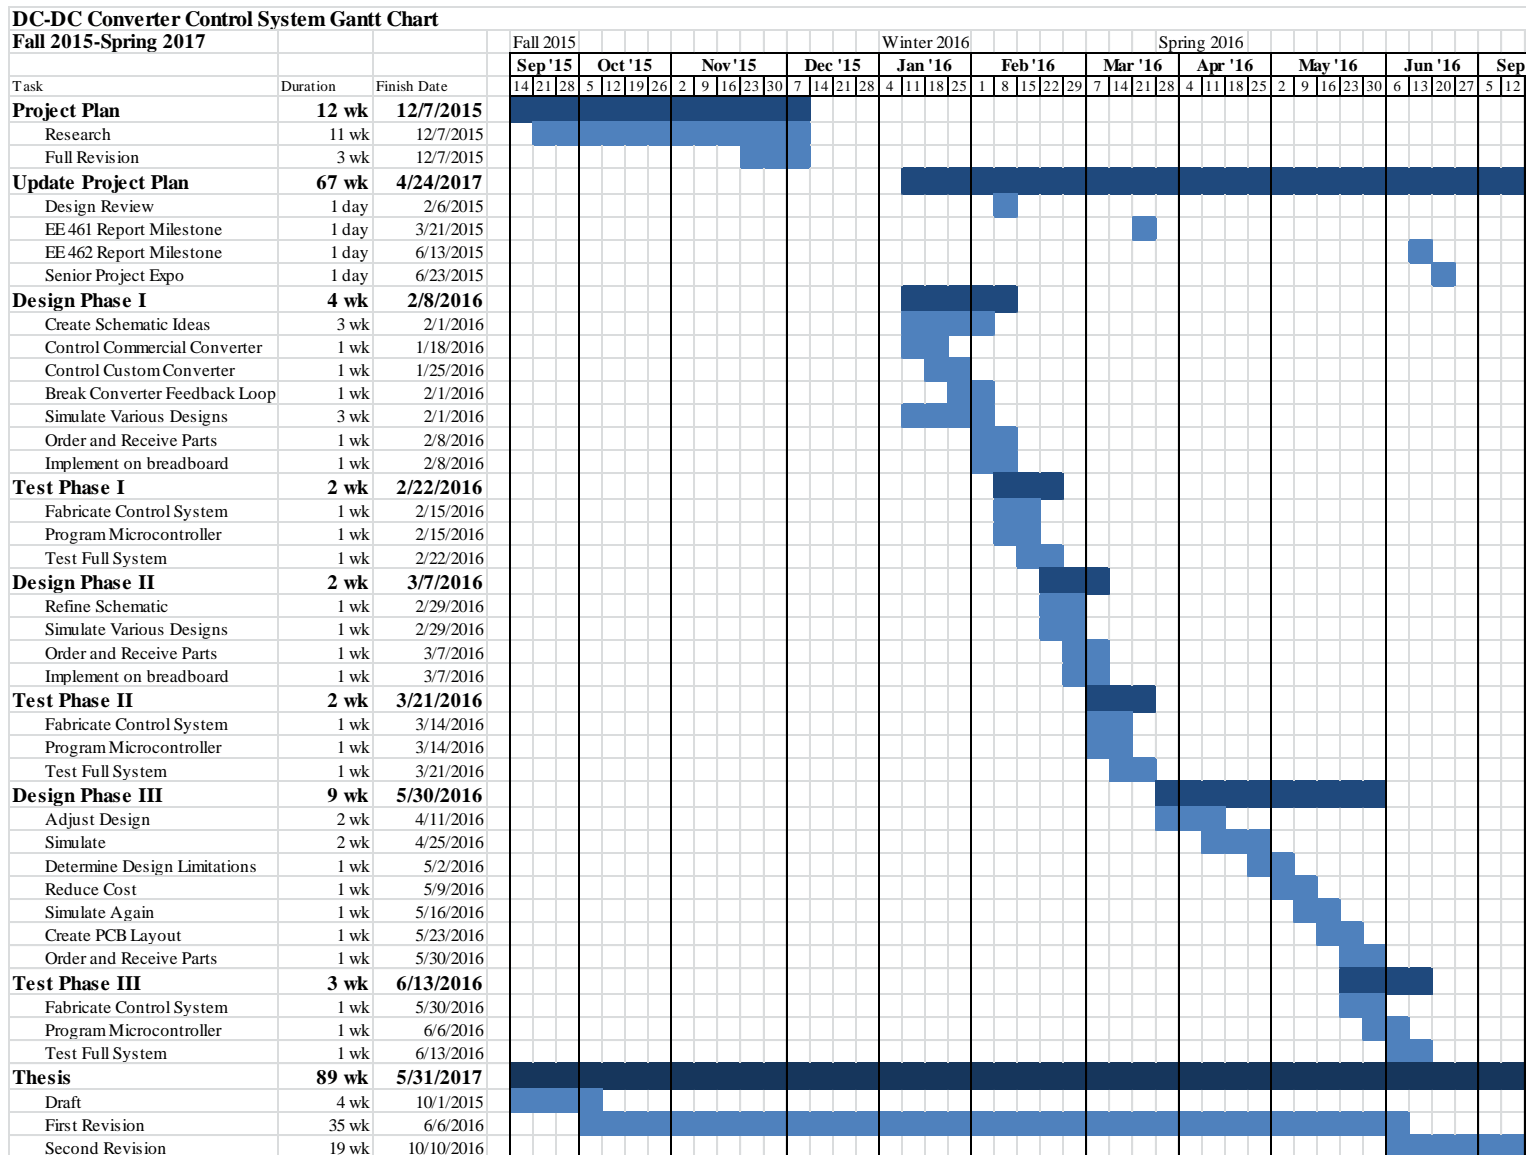 DC-DC Converter Control System Gantt Chart
Fall 2015-Spring 2017 Fall 2015 Winter 2016 Spring 2016
Sep '15 Oct '15 Nov'15 Dec '15 Jan '16 Feb '16 Mar '16 Apr '16 May '16 Jun '16 Sep
Task Duration Finish Date 14 21 28 5 12 19 26 2 9 16 23 30 7 14 21 28 4 11 18 25 1 8 15 22 29 7 14 21 28 4 11 18 25 2 9 16 23 30 6 13 20 27 5 12
Project Plan 12 wk 12/7/2015
Research 11 wk 12/7/2015
Full Revision 3 wk 12/7/2015
Update Project Plan 67 wk 4/24/2017
Design Review 1 day 2/6/2015
EE 461 Report Milestone 1 day 3/21/2015
EE 462 Report Milestone 1 day 6/13/2015
Senior Project Expo 1 day 6/23/2015
Design Phase I 4 wk 2/8/2016
Create Schematic Ideas 3 wk 2/1/2016
Control Commercial Converter 1 wk 1/18/2016
Control Custom Converter 1 wk 1/25/2016
Break Converter Feedback Loop 1 wk 2/1/2016
Simulate Various Designs 3 wk 2/1/2016
Order and Receive Parts 1 wk 2/8/2016
Implement on breadboard 1 wk 2/8/2016
Test Phase I 2 wk 2/22/2016
Fabricate Control System 1 wk 2/15/2016
Program Microcontroller 1 wk 2/15/2016
Test Full System 1 wk 2/22/2016
Design Phase II 2 wk 3/7/2016
Refine Schematic 1 wk 2/29/2016
Simulate Various Designs 1 wk 2/29/2016
Order and Receive Parts 1 wk 3/7/2016
Implement on breadboard 1 wk 3/7/2016
Test Phase II 2 wk 3/21/2016
Fabricate Control System 1 wk 3/14/2016
Program Microcontroller 1 wk 3/14/2016
Test Full System 1 wk 3/21/2016
Design Phase III 9 wk 5/30/2016
Adjust Design 2 wk 4/11/2016
Simulate 2 wk 4/25/2016
Determine Design Limitations 1 wk 5/2/2016
Reduce Cost 1 wk 5/9/2016
Simulate Again 1 wk 5/16/2016
Create PCB Layout 1 wk 5/23/2016
Order and Receive Parts 1 wk 5/30/2016
Test Phase III 3 wk 6/13/2016
Fabricate Control System 1 wk 5/30/2016
Program Microcontroller 1 wk 6/6/2016
Test Full System 1 wk 6/13/2016
Thesis 89 wk 5/31/2017
Draft 4 wk 10/1/2015
First Revision 35 wk 6/6/2016
Second Revision 19 wk 10/10/2016